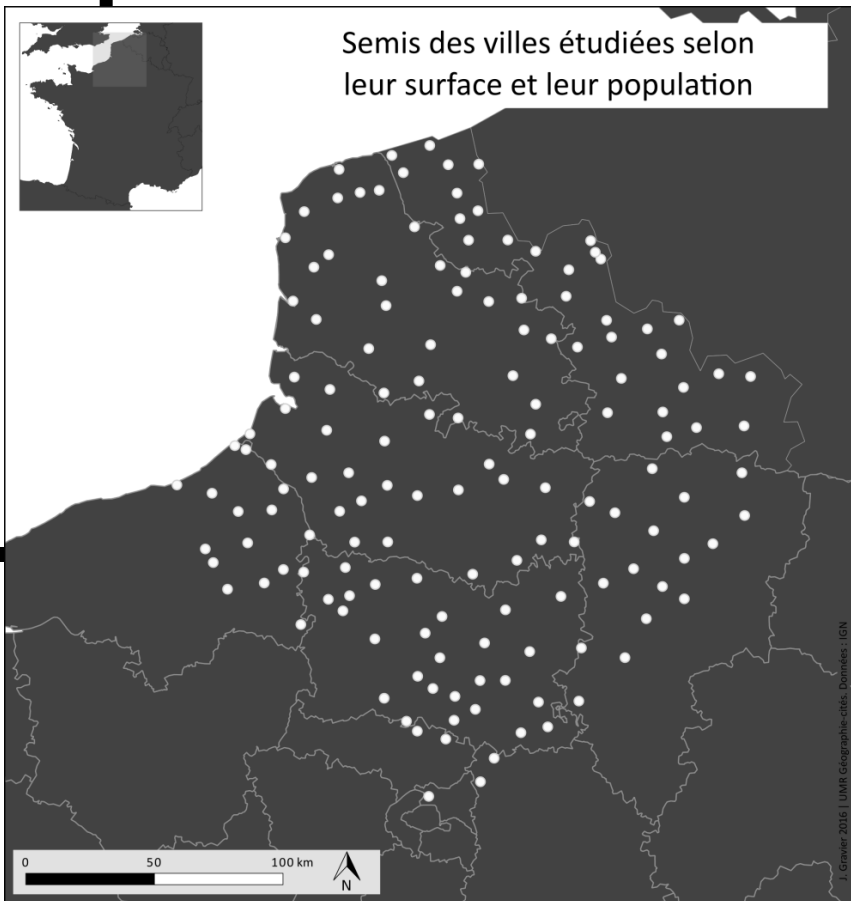 Semis des villes étudiées selon
leur surface et leur population
0 50 100 km
N
J. Gravier 2016 | UMR Géographie-cités. Données : IGN